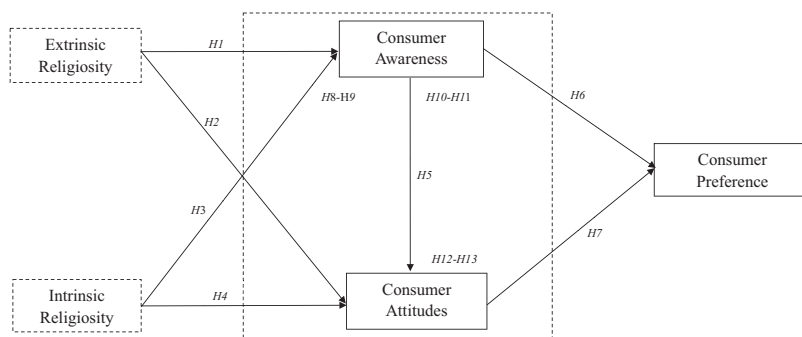 Extrinsic
Religiosity
H1
Consumer
Awareness
H8-H9
H10-H11
H6
H2
Consumer
Preference
H5
H3
H7
H12-H13
Intrinsic
Religiosity
H4
Consumer
Attitudes